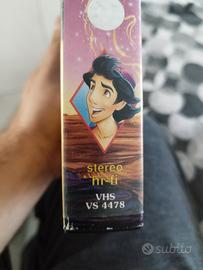 stereo
hi-fi
VHS
VS 4478
subito